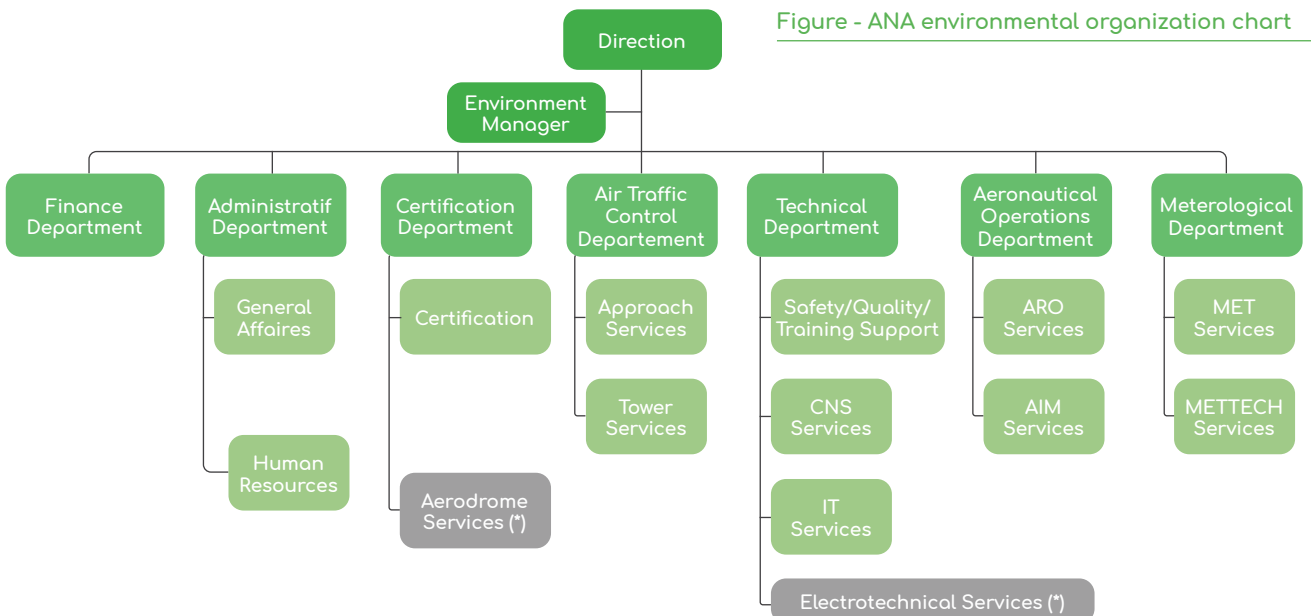 Figure - ANA environmental organization chart
Direction
Environment
Manager
Finance
Department
Administratif
Department
Certification
Department
Air Traffic
Control
Departement
Technical
Department
Aeronautical
Operations
Department
Meterological
Department
General
Affaires
Certification
Approach
Services
Safety/Quality/
Training Support
ARO
Services
MET
Services
Tower
Services
CNS
Services
AIM
Services
METTECH
Services
Human
Resources
Aerodrome
Services (*)
IT
Services
Electrotechnical Services (*)